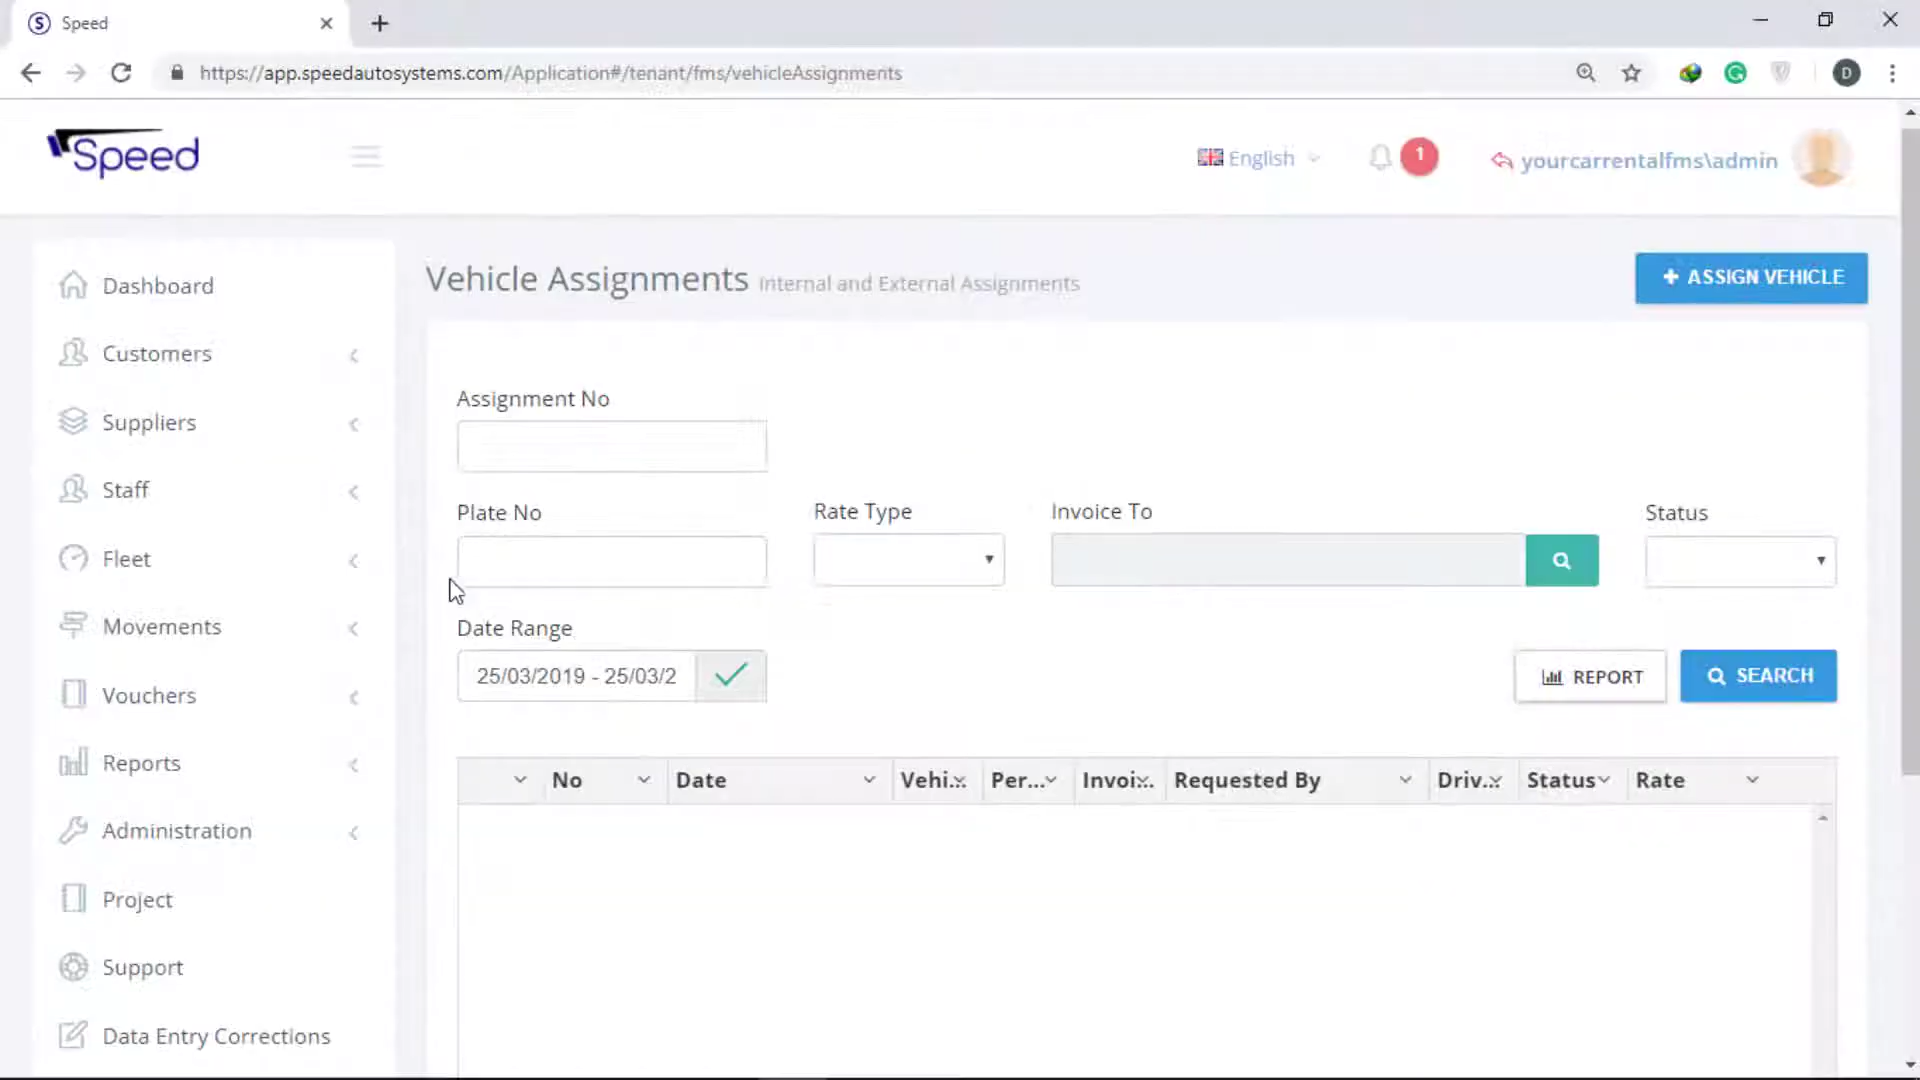 Speed
https://app.speedautosystems.com/Application#/tenant/fms/vehicleAssignments
D
Speed
English
1
yourcarrentalfms\admin
Dashboard
Customers
Suppliers
Staff
Fleet
Movements
Vouchers
Reports
Administration
Project
Support
Data Entry Corrections
Vehicle Assignments Internal and External Assignments
+ ASSIGN VEHICLE
Assignment No
Plate No
Rate Type
Invoice To
Status
Date Range
25/03/2019 - 25/03/2
REPORT
SEARCH
No Date Vehi... Per... Invoi... Requested By Driv... Status Rate